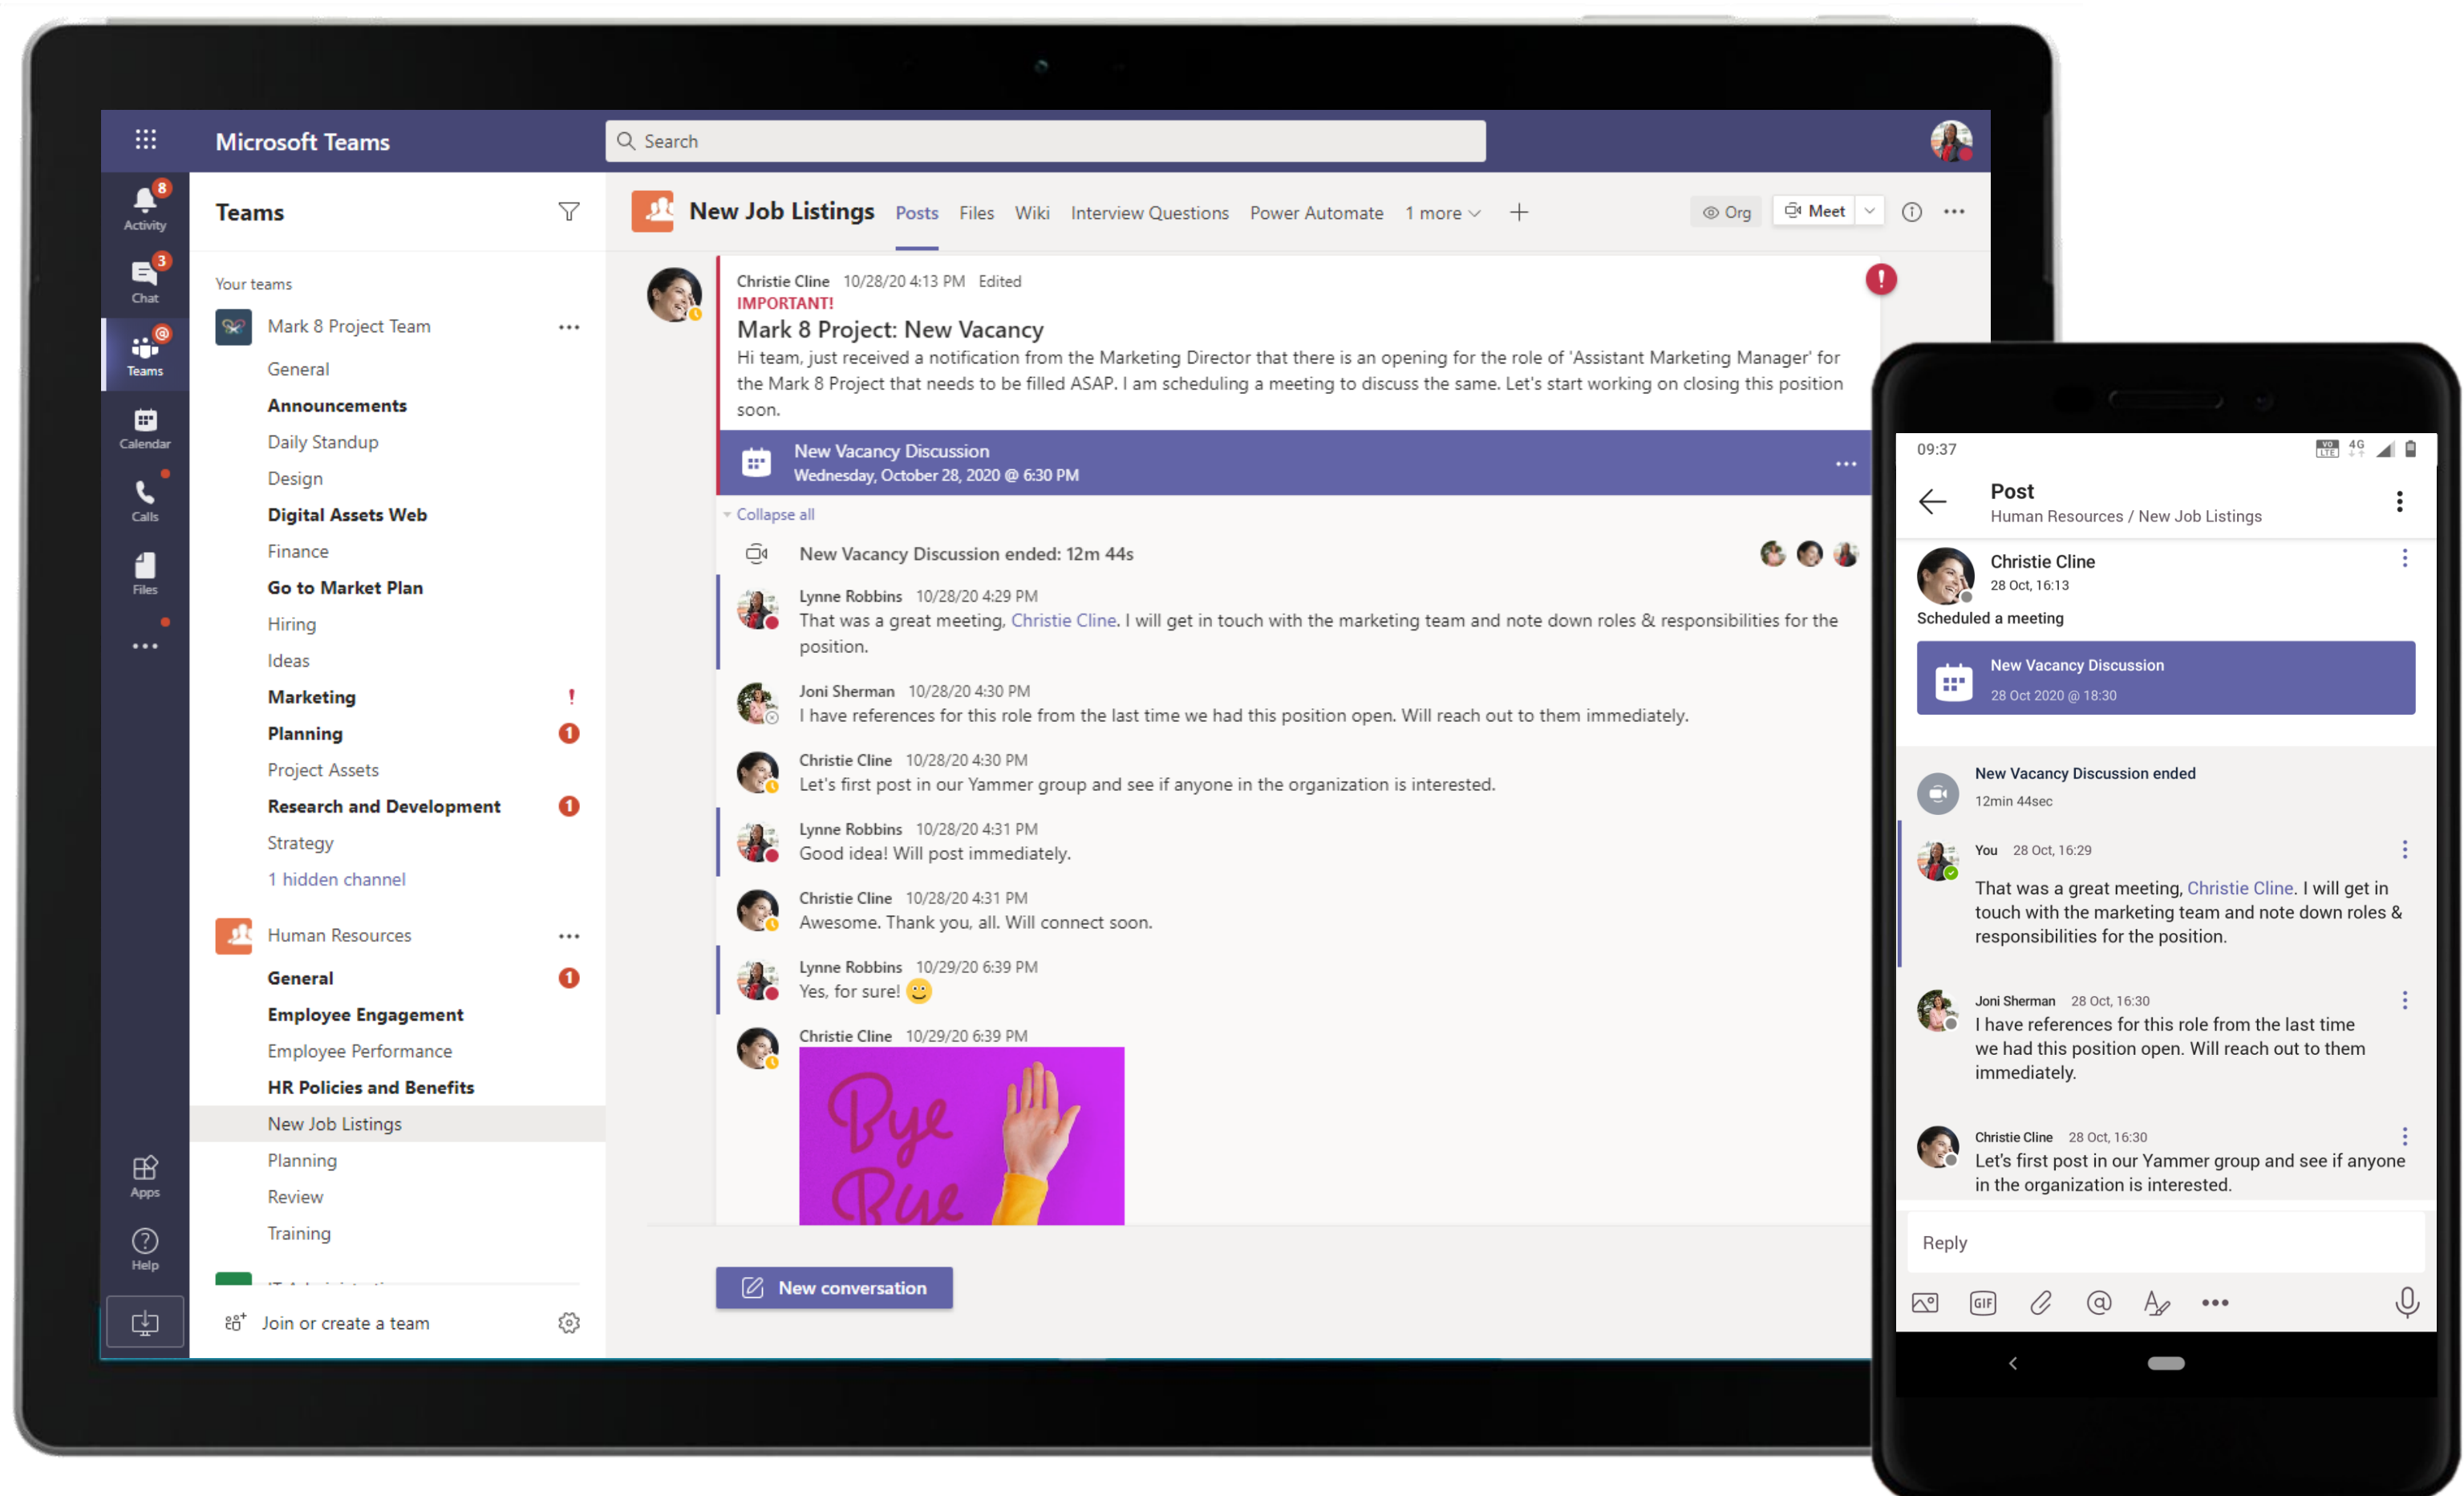 Microsoft Teams
Search
8
Activity
3
Chat
@
Teams
Calendar
Calls
Files
Apps
Help
Teams
Your teams
Mark 8 Project Team
General
Announcements
Daily Standup
Design
Digital Assets Web
Finance
Go to Market Plan
Hiring
Ideas
Marketing !
Planning 1
Project Assets
Research and Development 1
Strategy
1 hidden channel
Human Resources
General 1
Employee Engagement
Employee Performance
HR Policies and Benefits
New Job Listings
Planning
Review
Training
Join or create a team
New Job Listings Posts Files Wiki Interview Questions Power Automate 1 more Org Meet
Christie Cline 10/28/20 4:13 PM Edited
IMPORTANT!
Mark 8 Project: New Vacancy
Hi team, just received a notification from the Marketing Director that there is an opening for the role of 'Assistant Marketing Manager' for
the Mark 8 Project that needs to be filled ASAP. I am scheduling a meeting to discuss the same. Let's start working on closing this position
soon.
New Vacancy Discussion
Wednesday, October 28, 2020 @ 6:30 PM
Collapse all
New Vacancy Discussion ended: 12m 44s
Lynne Robbins 10/28/20 4:29 PM
That was a great meeting, Christie Cline. I will get in touch with the marketing team and note down roles & responsibilities for the
position.
Joni Sherman 10/28/20 4:30 PM
I have references for this role from the last time we had this position open. Will reach out to them immediately.
Christie Cline 10/28/20 4:30 PM
Let's first post in our Yammer group and see if anyone in the organization is interested.
Lynne Robbins 10/28/20 4:31 PM
Good idea! Will post immediately.
Christie Cline 10/28/20 4:31 PM
Awesome. Thank you, all. Will connect soon.
Lynne Robbins 10/29/20 6:39 PM
Yes, for sure!
Christie Cline 10/29/20 6:39 PM
Bye
Bye
New conversation
09:37 VO LTE 4G
Post
Human Resources / New Job Listings
Christie Cline
28 Oct, 16:13
Scheduled a meeting
New Vacancy Discussion
28 Oct 2020 @ 18:30
New Vacancy Discussion ended
12min 44sec
You 28 Oct, 16:29
That was a great meeting, Christie Cline. I will get in
touch with the marketing team and note down roles &
responsibilities for the position.
Joni Sherman 28 Oct, 16:30
I have references for this role from the last time
we had this position open. Will reach out to them
immediately.
Christie Cline 28 Oct, 16:30
Let's first post in our Yammer group and see if anyone
in the organization is interested.
Reply
GIF @